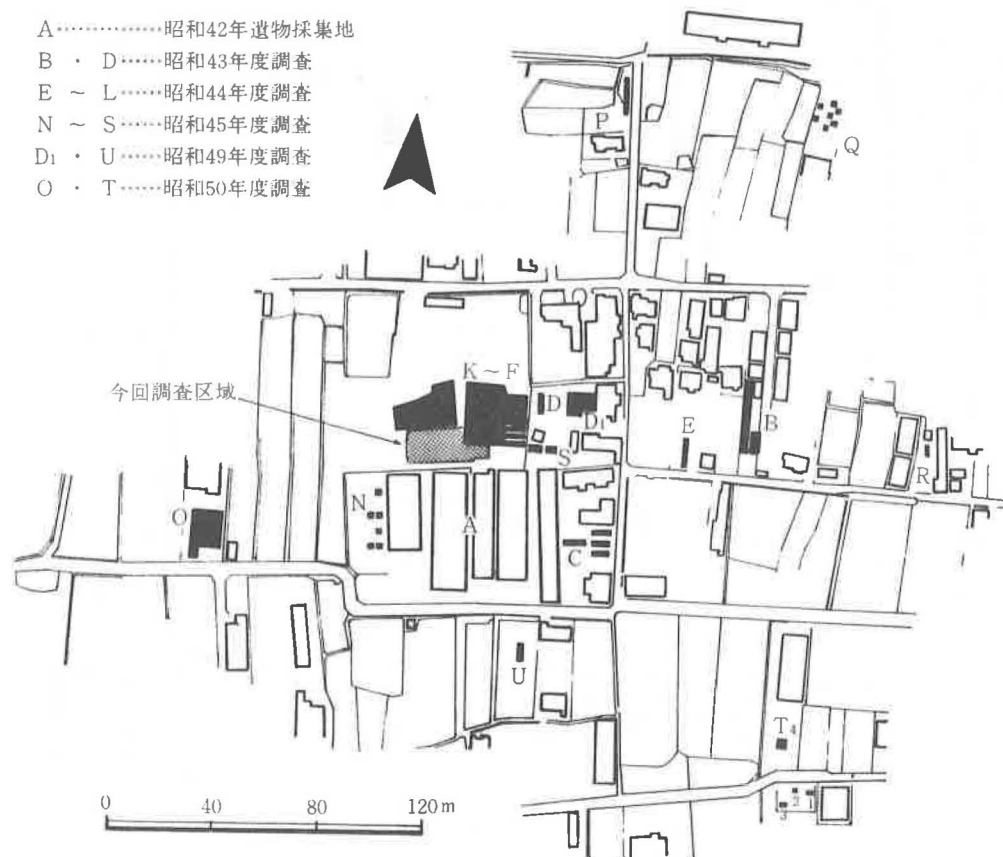 A……………昭和42年遺物採集地
B ・ D……昭和43年度調査
E ～ L……昭和44年度調査
N ～ S……昭和45年度調査
D1 ・ U……昭和49年度調査
O ・ T……昭和50年度調査
P
Q
K～F
今回調査区域
D
D1
E
B
S
R
N
A
O
C
U
T4
2
1
3
0 40 80 120m